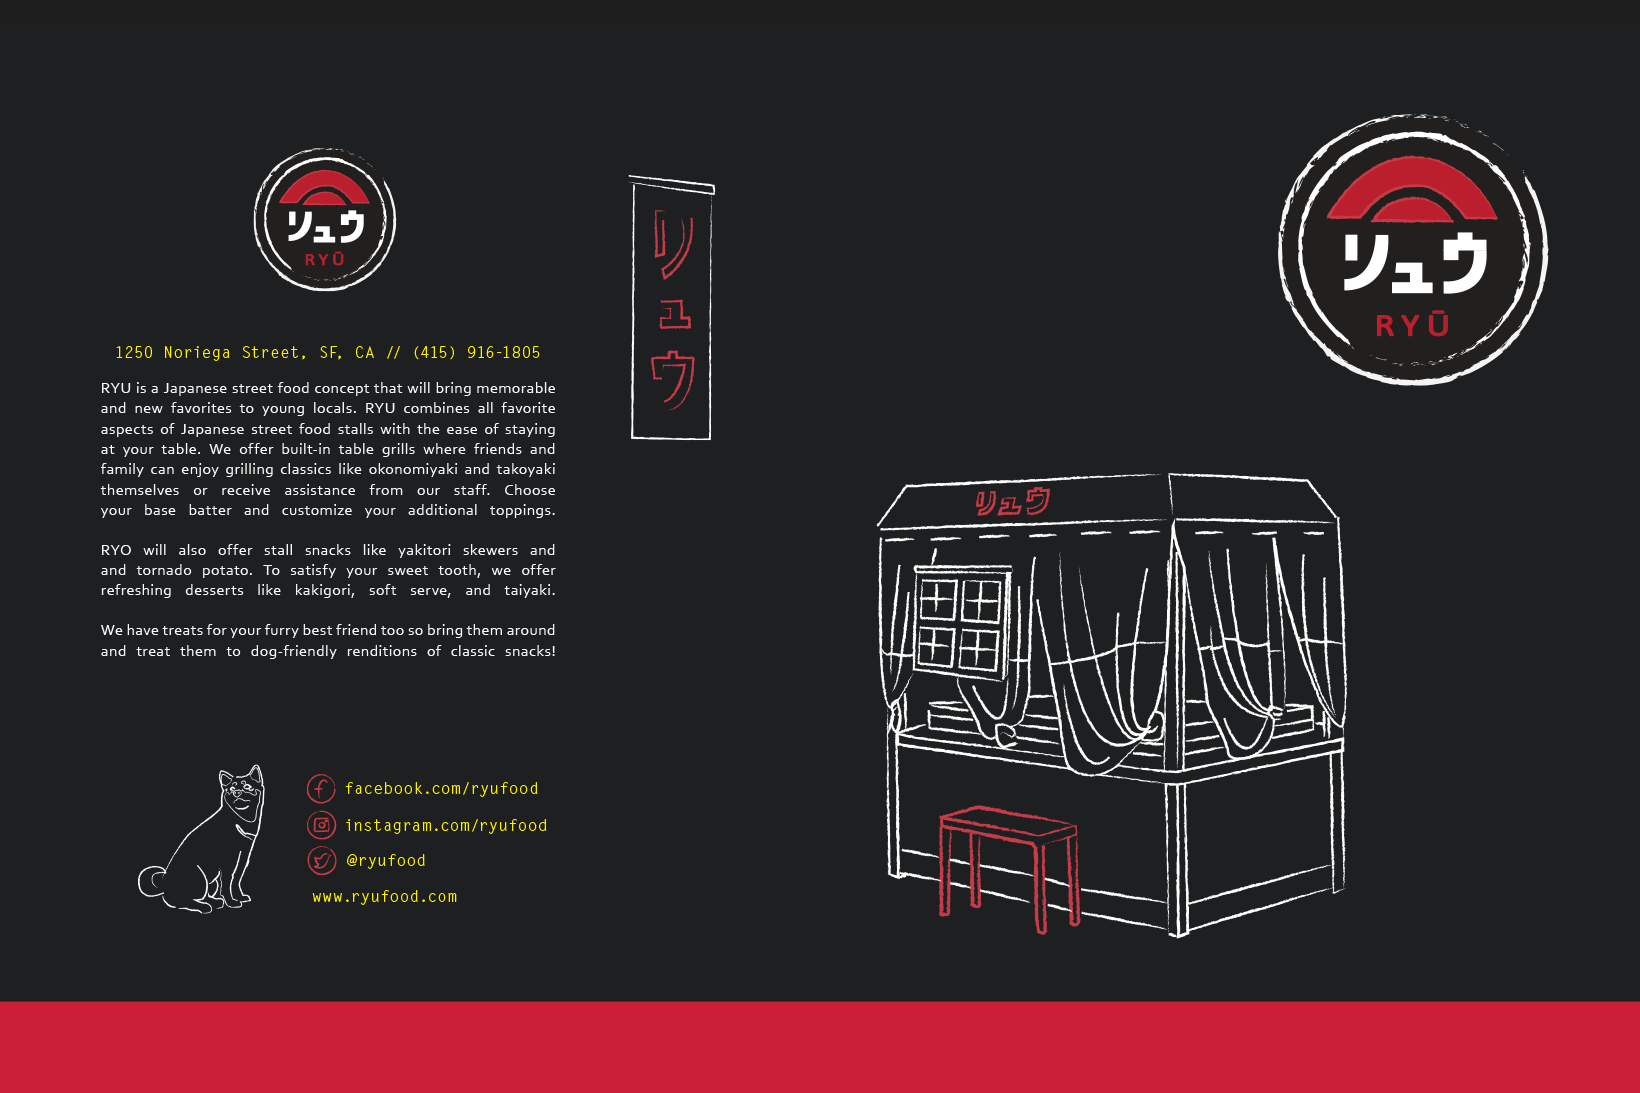 リュウ
RYŪ
1250 Noriega Street, SF, CA // (415) 916-1805
RYU is a Japanese street food concept that will bring memorable
and new favorites to young locals. RYU combines all favorite
aspects of Japanese street food stalls with the ease of staying
at your table. We offer built-in table grills where friends and
family can enjoy grilling classics like okonomiyaki and takoyaki
themselves or receive assistance from our staff. Choose
your base batter and customize your additional toppings.
RYO will also offer stall snacks like yakitori skewers and
and tornado potato. To satisfy your sweet tooth, we offer
refreshing desserts like kakigori, soft serve, and taiyaki.
We have treats for your furry best friend too so bring them around
and treat them to dog-friendly renditions of classic snacks!
facebook.com/ryufood
instagram.com/ryufood
@ryufood
www.ryufood.com
リュウ
リュウ
RYŪ
リュウ